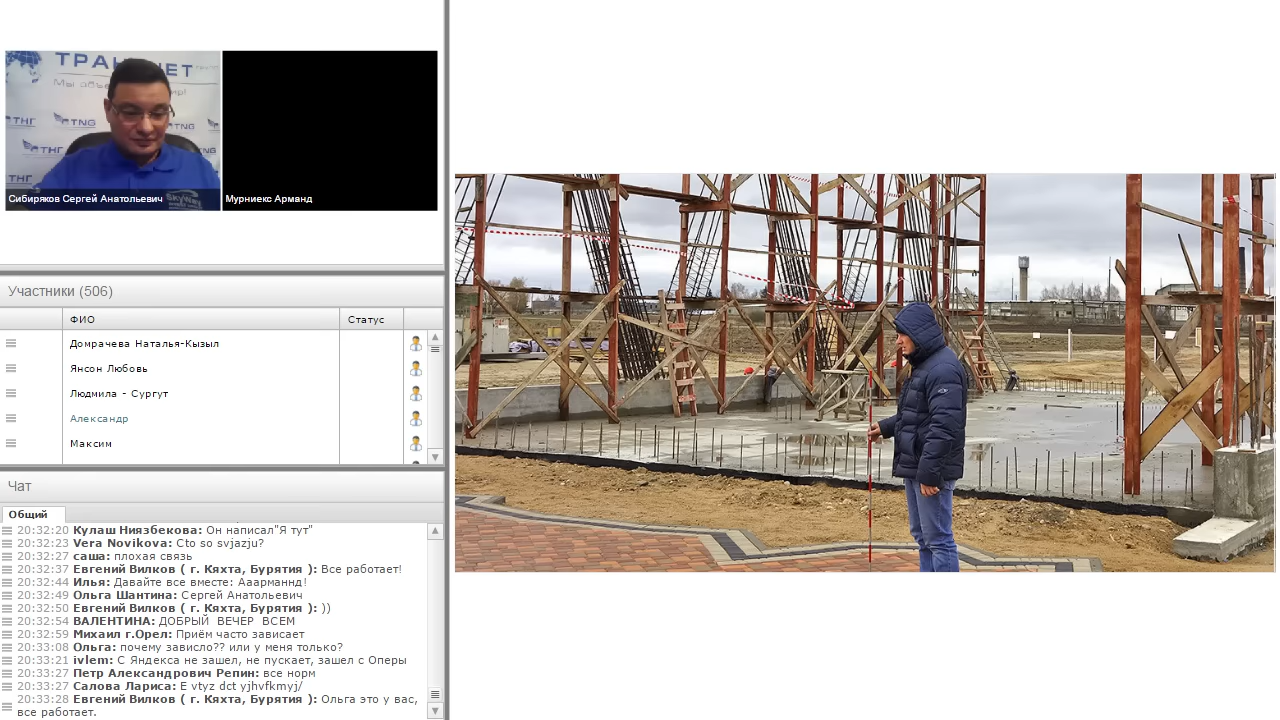 ТРАНСНЕТ
ТНГ
TNG
TNG
ТНГ
TNG
SkyWay
Сибиряков Сергей Анатольевич
Мурниекс Арманд
Участники (506)
ФИО
Статус
Домрачева Наталья-Кызыл
Янсон Любовь
Людмила - Сургут
Александр
Максим
Чат
Общий
20:32:20 Кулаш Ниязбекова: Он написал"Я тут"
20:32:23 Vera Novikova: Cto so svjazju?
20:32:27 саша: плохая связь
20:32:37 Евгений Вилков ( г. Кяхта, Бурятия ): Все работает!
20:32:44 Илья: Давайте все вместе: Ааарманнд!
20:32:49 Ольга Шантина: Сергей Анатольевич
20:32:50 Евгений Вилков ( г. Кяхта, Бурятия ): ))
20:32:54 ВАЛЕНТИНА: ДОБРЫЙ ВЕЧЕР ВСЕМ
20:32:59 Михаил г.Орел: Приём часто зависает
20:33:08 Ольга: почему зависло?? или у меня только?
20:33:21 ivlem: С Яндекса не зашел, не пускает, зашел с Оперы
20:33:27 Петр Александрович Репин: все норм
20:33:27 Салова Лариса: E vtyz dct yjhvfkmyj/
20:33:28 Евгений Вилков ( г. Кяхта, Бурятия ): Ольга это у вас,
все работает.